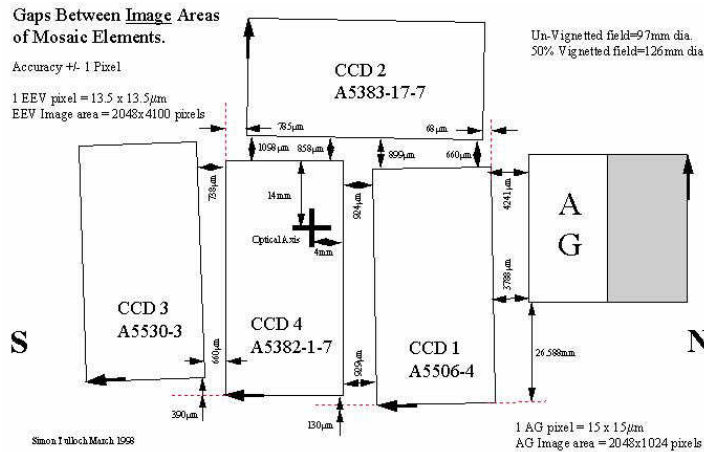 Gaps Between Image Areas
of Mosaic Elements.
Accuracy +/- 1 Pixel
1 EEV pixel = 13.5 x 13.5µm
EEV Image area = 2048x4100 pixels
Un-Vignetted field=97mm dia.
50% Vignetted field=126mm dia
CCD 2
A5383-17-7
785µm
68µm
1098µm
858µm
899µm
660µm
738µm
14mm
924µm
4241µm
A
G
Optical Axis
4mm
3788µm
CCD 3
A5530-3
CCD 4
A5382-1-7
CCD 1
A5506-4
S
N
660µm
929µm
26.588mm
390µm
130µm
Simon Tulloch March 1998
1 AG pixel = 15 x 15µm
AG Image area = 2048x1024 pixels